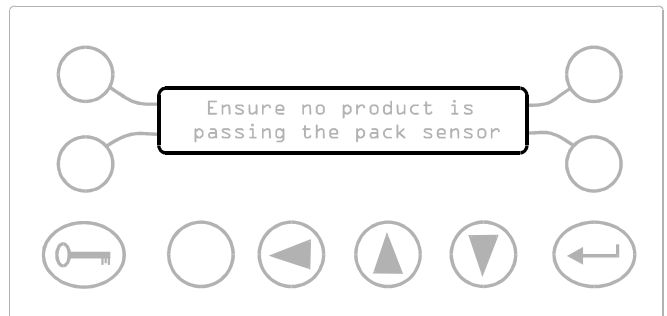 Ensure no product is
passing the pack sensor